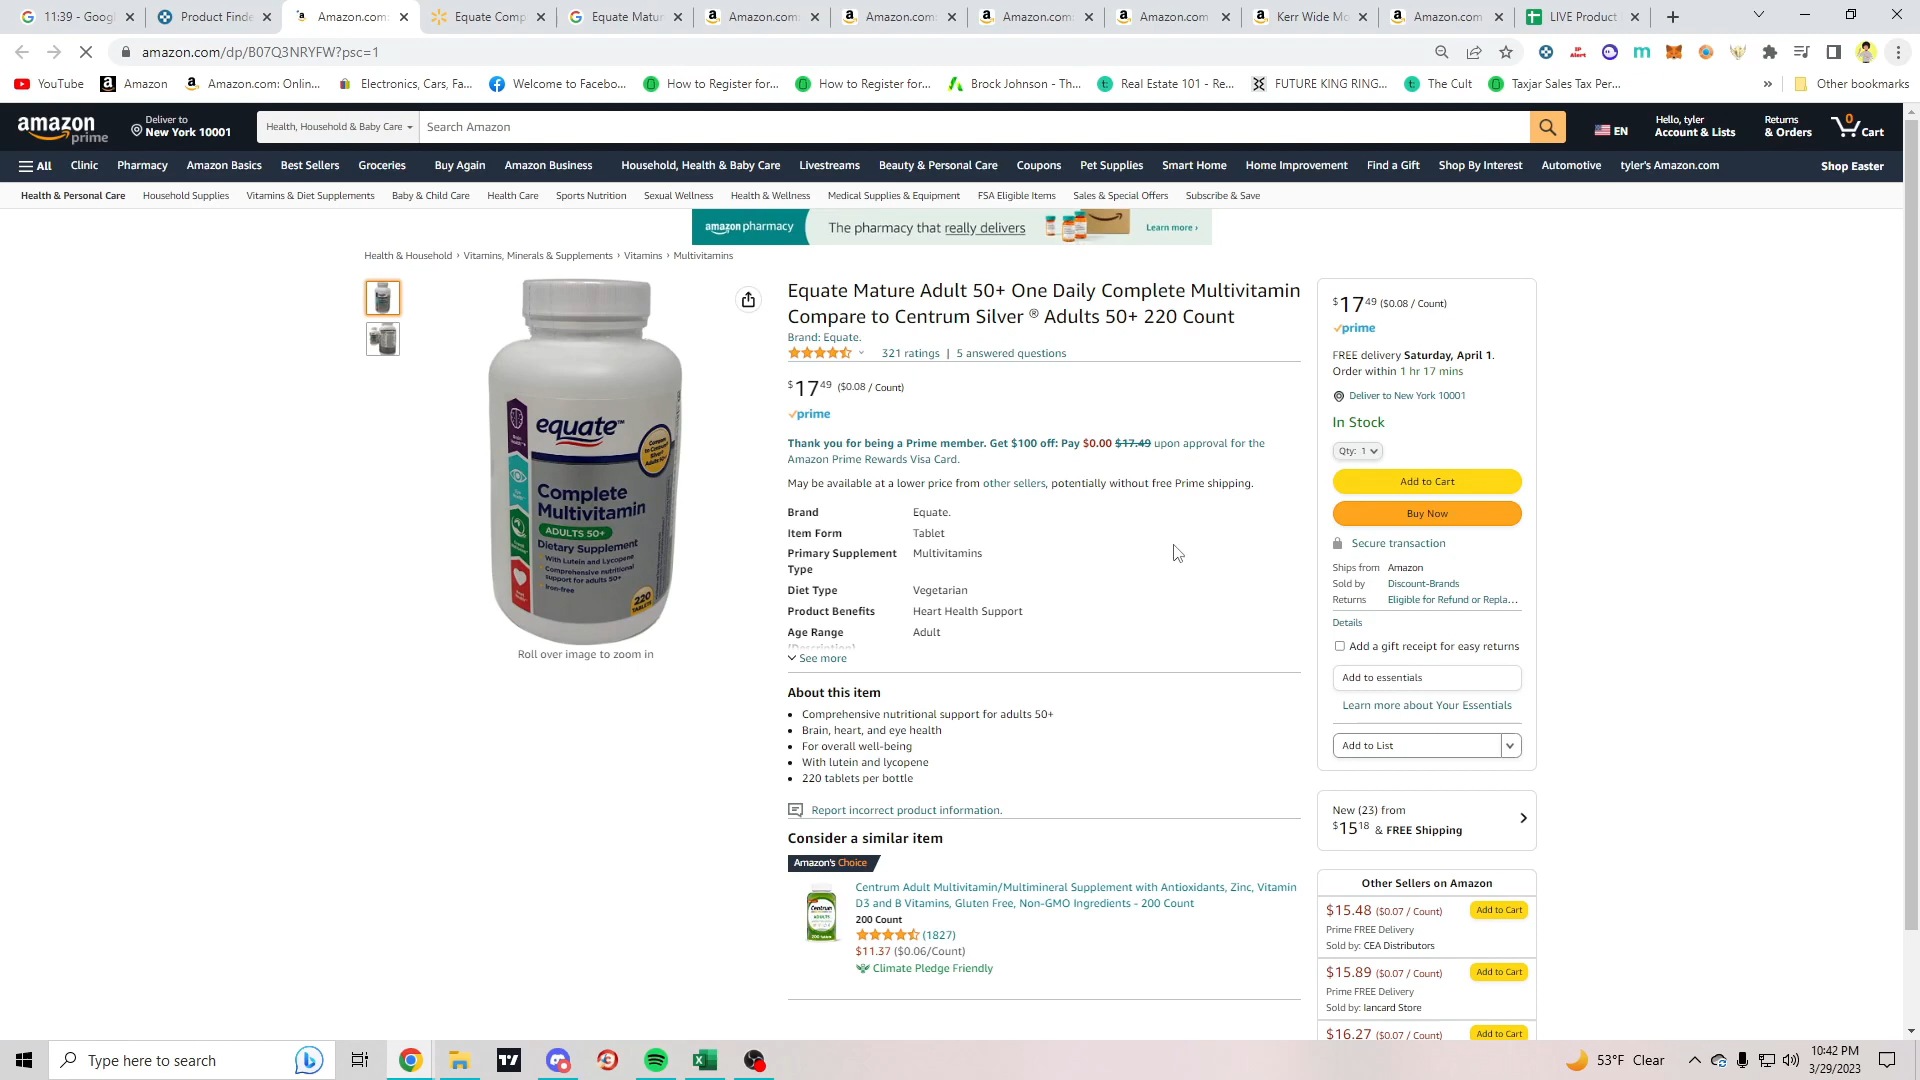 11:39 - Goog
Product Finde
Amazon.com:
Equate Comp
Equate Matur
Amazon.com:
Amazon.com:
Amazon.com:
Amazon.com
Kerr Wide Mo
Amazon.com
LIVE Product
amazon.com/dp/B07Q3NRYFW?psc=1
YouTube
Amazon
Amazon.com: Onlin...
Electronics, Cars, Fa...
Welcome to Facebo...
How to Register for...
How to Register for...
Brock Johnson - Th...
Real Estate 101 - Re...
FUTURE KING RING...
The Cult
Taxjar Sales Tax Per...
Other bookmarks
amazon prime
Deliver to
New York 10001
Health, Household & Baby Care
Search Amazon
EN
Hello, tyler
Account & Lists
Returns
& Orders
0
Cart
All Clinic Pharmacy Amazon Basics Best Sellers Groceries Buy Again Amazon Business Household, Health & Baby Care Livestreams Beauty & Personal Care Coupons Pet Supplies Smart Home Home Improvement Find a Gift Shop By Interest Automotive tyler's Amazon.com Shop Easter
Health & Personal Care Household Supplies Vitamins & Diet Supplements Baby & Child Care Health Care Sports Nutrition Sexual Wellness Health & Wellness Medical Supplies & Equipment FSA Eligible Items Sales & Special Offers Subscribe & Save
amazon pharmacy The pharmacy that really delivers Learn more ›
Health & Household › Vitamins, Minerals & Supplements › Vitamins › Multivitamins
equate™
Compare to Centrum Silver Adults 50+
Complete
Multivitamin
ADULTS 50+
Dietary Supplement
With Lutein and Lycopene
Comprehensive nutritional
support for adults 50+
Iron-free
220
TABLETS
Roll over image to zoom in
Equate Mature Adult 50+ One Daily Complete Multivitamin
Compare to Centrum Silver ® Adults 50+ 220 Count
Brand: Equate.
321 ratings | 5 answered questions
$17.49 ($0.08 / Count)
prime
Thank you for being a Prime member. Get $100 off: Pay $0.00 $17.49 upon approval for the
Amazon Prime Rewards Visa Card.
May be available at a lower price from other sellers, potentially without free Prime shipping.
Brand Equate.
Item Form Tablet
Primary Supplement Type Multivitamins
Diet Type Vegetarian
Product Benefits Heart Health Support
Age Range Adult
(Description)
See more
About this item
• Comprehensive nutritional support for adults 50+
• Brain, heart, and eye health
• For overall well-being
• With lutein and lycopene
• 220 tablets per bottle
Report incorrect product information.
Consider a similar item
Amazon's Choice
Centrum Adult Multivitamin/Multimineral Supplement with Antioxidants, Zinc, Vitamin
D3 and B Vitamins, Gluten Free, Non-GMO Ingredients - 200 Count
200 Count
(1827)
$11.37 ($0.06/Count)
Climate Pledge Friendly
$17.49 ($0.08 / Count)
prime
FREE delivery Saturday, April 1.
Order within 1 hr 17 mins
Deliver to New York 10001
In Stock
Qty: 1
Add to Cart
Buy Now
Secure transaction
Ships from Amazon
Sold by Discount-Brands
Returns Eligible for Refund or Repla...
Details
Add a gift receipt for easy returns
Add to essentials
Learn more about Your Essentials
Add to List
New (23) from
$15.18 & FREE Shipping
Other Sellers on Amazon
$15.48 ($0.07 / Count) Add to Cart
Prime FREE Delivery
Sold by: CEA Distributors
$15.89 ($0.07 / Count) Add to Cart
Prime FREE Delivery
Sold by: Iancard Store
$16.27 ($0.07 / Count) Add to Cart
Type here to search
53°F Clear
10:42 PM
3/29/2023